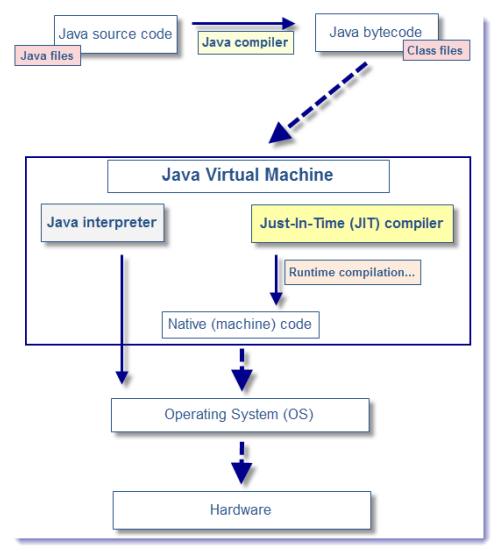 Java source code
Java files
Java compiler
Java bytecode
Class files
Java Virtual Machine
Java interpreter
Just-In-Time (JIT) compiler
Runtime compilation...
Native (machine) code
Operating System (OS)
Hardware